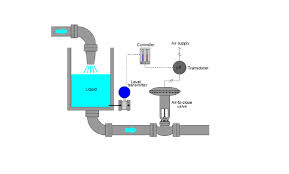 Controller
Air supply
Transducer
Level
transmitter
Liquid
Air-to-close
valve